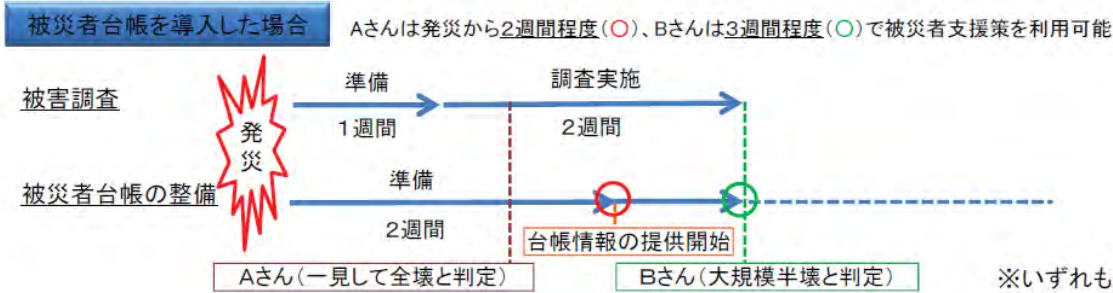 被災者台帳を導入した場合 Aさんは発災から2週間程度(○)、Bさんは3週間程度(○)で被災者支援策を利用可能
準備 調査実施
被害調査
1週間 2週間
発災
準備
被災者台帳の整備
2週間
台帳情報の提供開始
Aさん(一見して全壊と判定) Bさん(大規模半壊と判定) ※いずれも